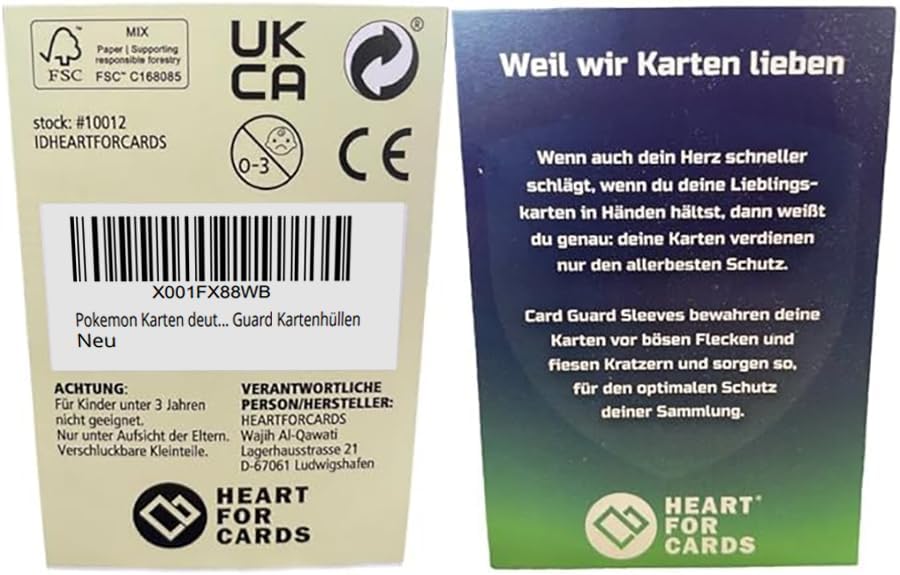 MIX
Paper | Supporting
responsible forestry
FSC™ C168085
FSC
UK
CA
®
stock: #10012
IDHEARTFORCARDS
0-3
CE
X001FX88WB
Pokemon Karten deut... Guard Kartenhüllen
Neu
ACHTUNG:
Für Kinder unter 3 Jahren
nicht geeignet.
Nur unter Aufsicht der Eltern.
Verschluckbare Kleinteile.
VERANTWORTLICHE
PERSON/HERSTELLER:
HEARTFORCARDS
Wajih Al-Qawati
Lagerhausstrasse 21
D-67061 Ludwigshafen
HEART
FOR
CARDS
Weil wir Karten lieben
Wenn auch dein Herz schneller
schlägt, wenn du deine Lieblings-
karten in Händen hältst, dann weißt
du genau: deine Karten verdienen
nur den allerbesten Schutz.
Card Guard Sleeves bewahren deine
Karten vor bösen Flecken und
fiesen Kratzern und sorgen so,
für den optimalen Schutz
deiner Sammlung.
HEART®
FOR
CARDS